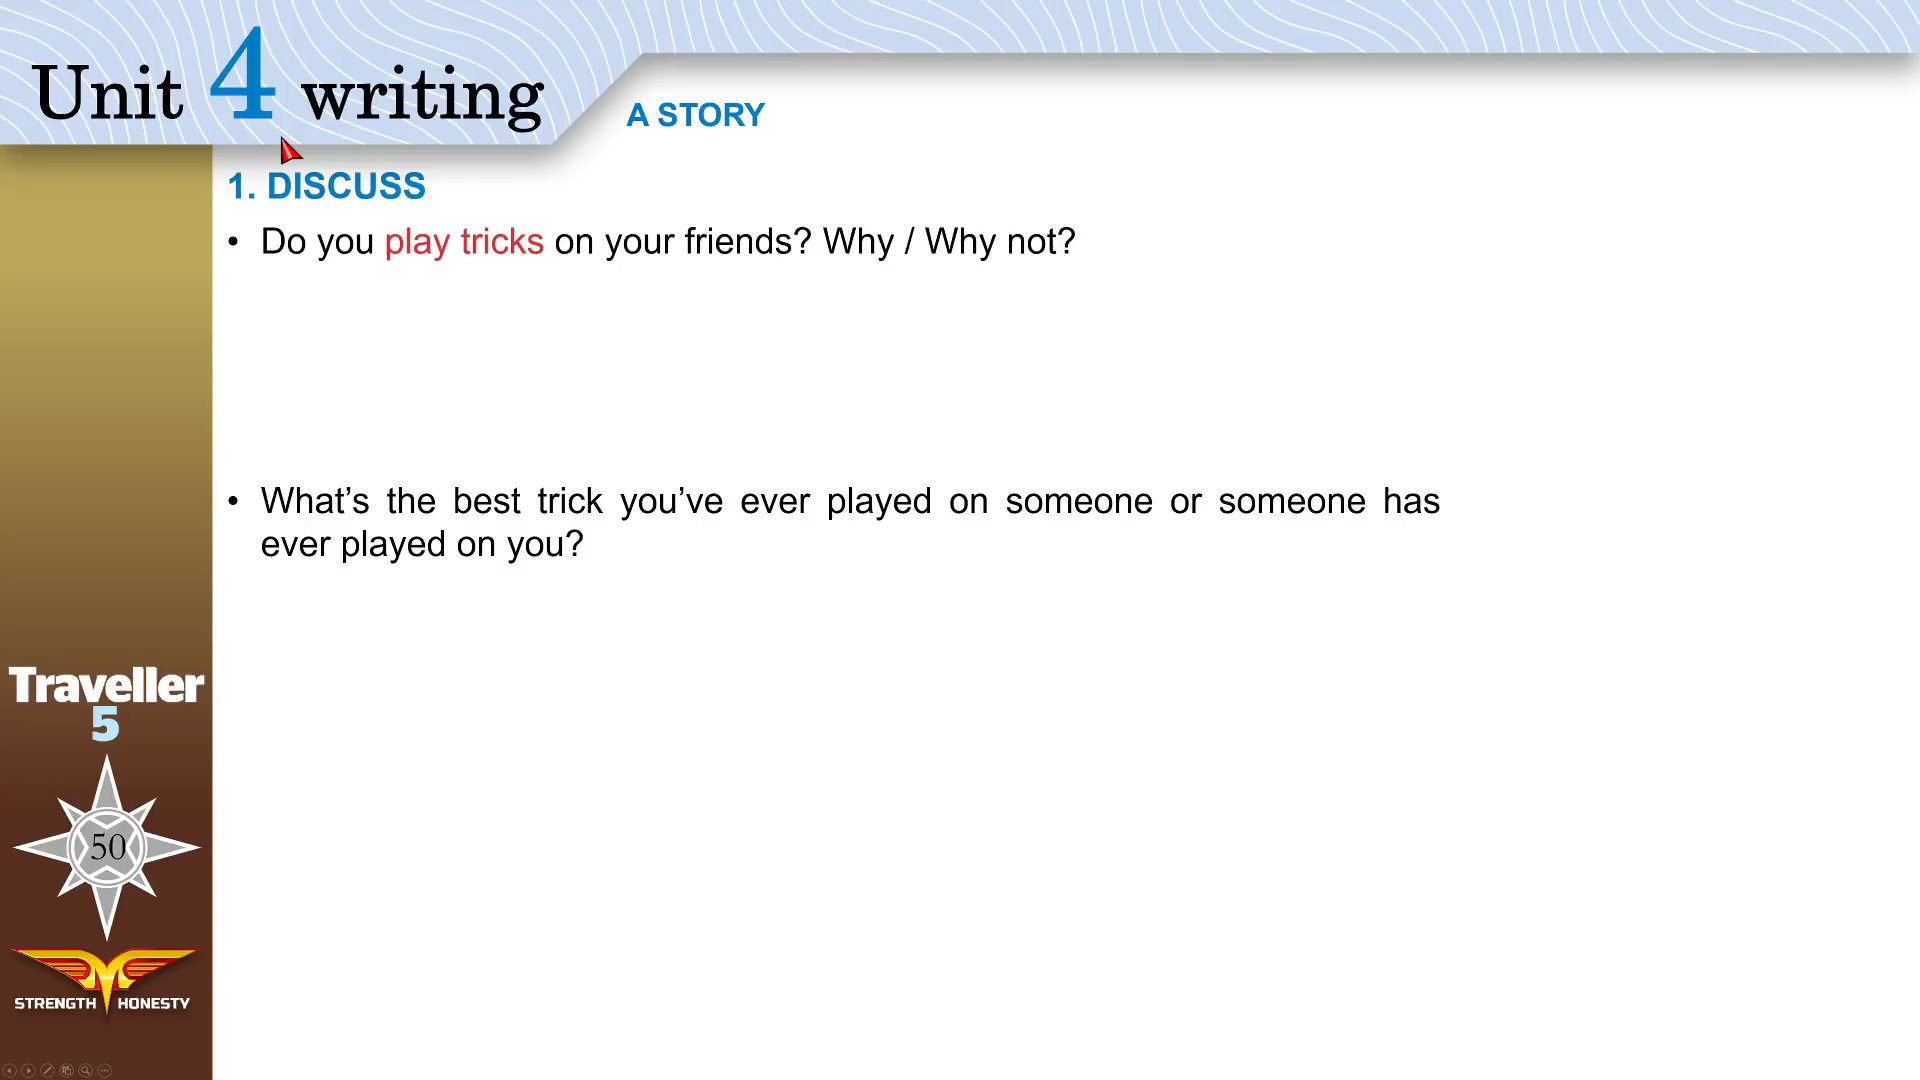 Unit 4 writing
A STORY
1. DISCUSS
• Do you play tricks on your friends? Why / Why not?
• What's the best trick you've ever played on someone or someone has
ever played on you?
Traveller
5
50
STRENGTH HONESTY